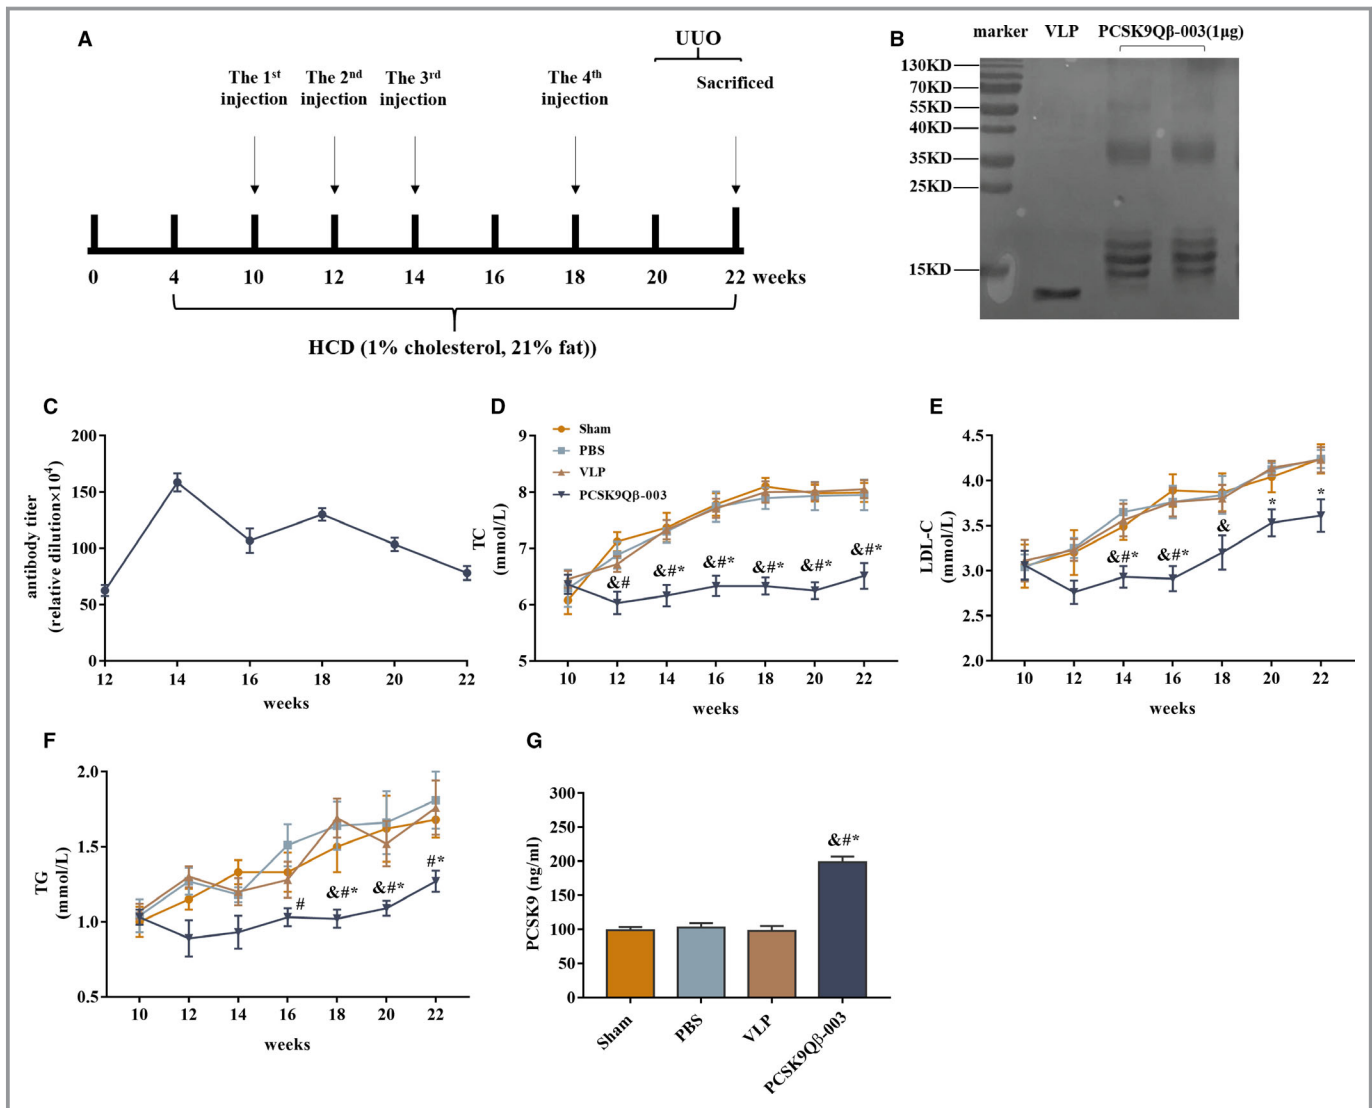 A
UUO
Sacrificed
The 1st
injection
The 2nd
injection
The 3rd
injection
The 4th
injection
0 4 10 12 14 16 18 20 22 weeks
HCD (1% cholesterol, 21% fat))
B
marker VLP PCSK9Qβ-003(1μg)
130KD
70KD
55KD
40KD
35KD
25KD
15KD
C
antibody titer
(relative dilution×10⁴)
200
150
100
50
0
12 14 16 18 20 22
weeks
D
Sham
PBS
VLP
PCSK9Qβ-003
TC
(mmol/L)
9
8
7
6
5
&#
&#*
&#*
&#*
&#*
&#*
10 12 14 16 18 20 22
weeks
E
LDL-C
(mmol/L)
4.5
4.0
3.5
3.0
2.5
2.0
&#*
&#*
&
*
*
10 12 14 16 18 20 22
weeks
F
TG
(mmol/L)
2.0
1.5
1.0
0.5
#
&#*
&#*
#*
10 12 14 16 18 20 22
weeks
G
PCSK9 (ng/ml)
300
250
200
150
100
50
0
&#*
Sham
PBS
VLP
PCSK9Qβ-003